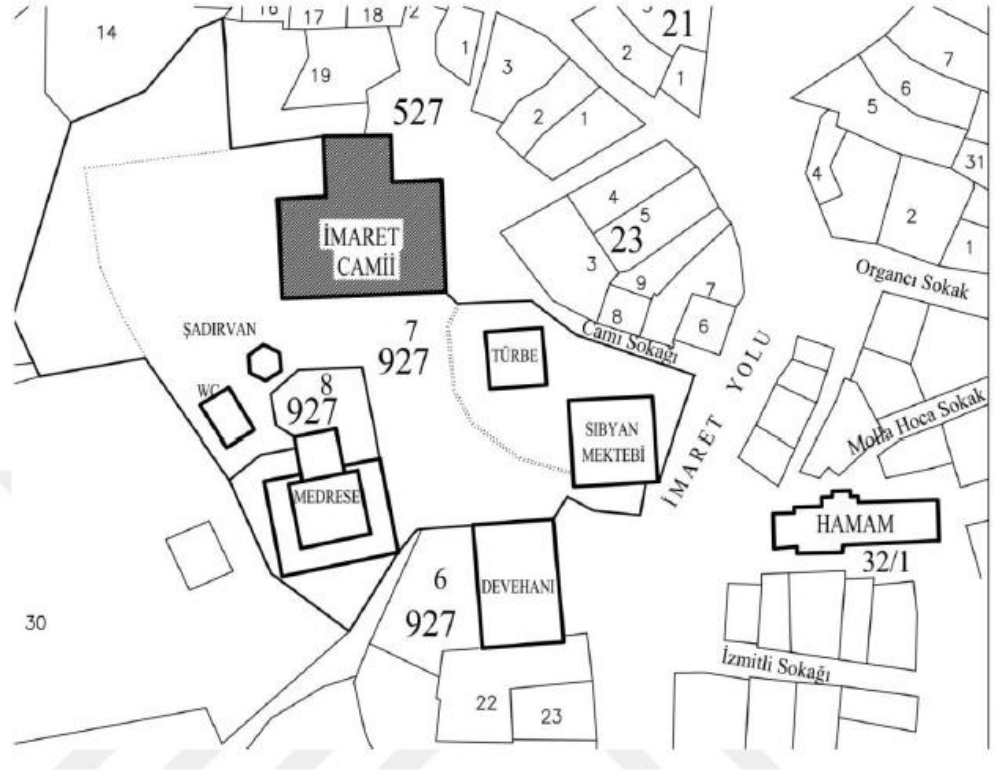 16
17
18
2
14
19
1
3
2
1
527
5
2
21
1
7
6
5
31
4
2
1
4
5
23
3
9
7
8
6
İMARET
CAMİİ
Organcı Sokak
ŞADIRVAN
7
927
TÜRBE
Cami Sokağı
İMARET YOLU
WC
8
927
SIBYAN
MEKTEBİ
Molla Hoca Sokak
MEDRESE
HAMAM
32/1
6
927
DEVEHANI
30
İzmitli Sokağı
22
23